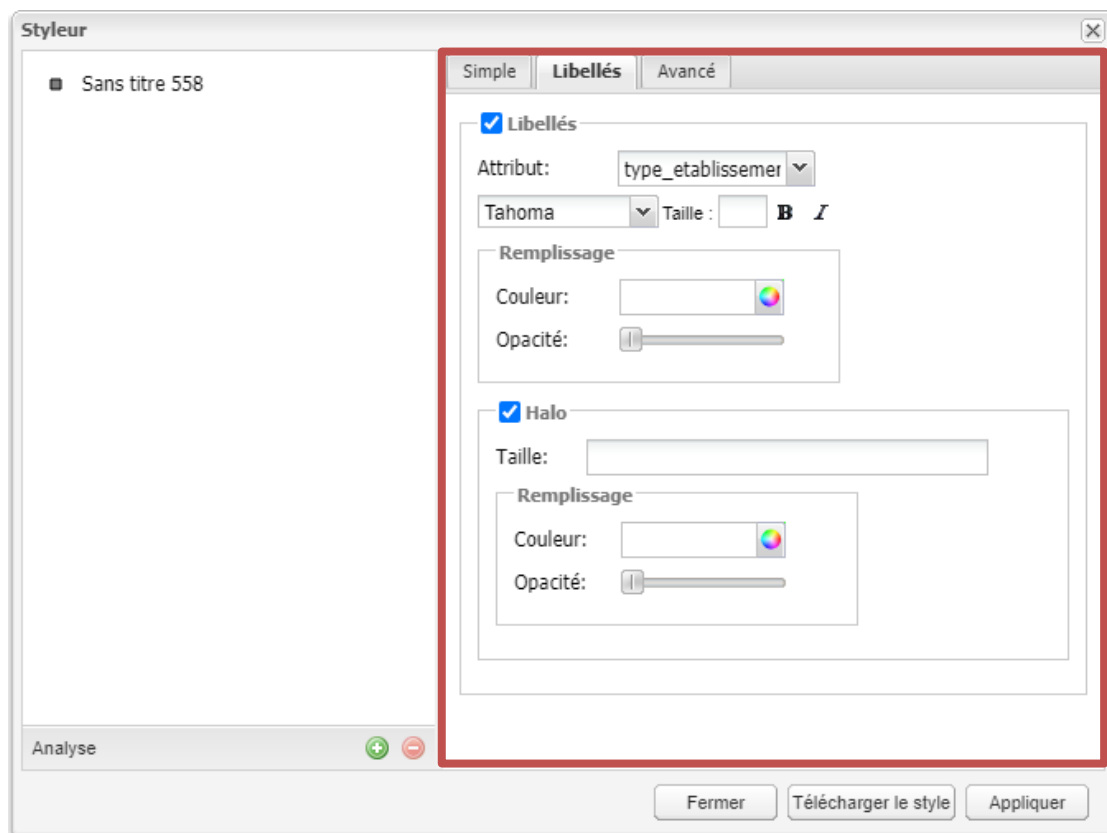 Styleur
Sans titre 558
Simple Libellés Avancé
Libellés
Attribut: type_etablissemer
Tahoma Taille : B I
Remplissage
Couleur:
Opacité:
Halo
Taille:
Remplissage
Couleur:
Opacité:
Analyse
Fermer Télécharger le style Appliquer